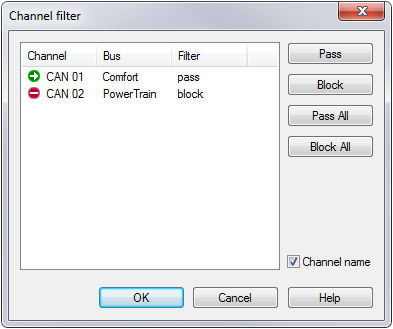 Channel filter
Channel Bus Filter
CAN 01 Comfort pass
CAN 02 PowerTrain block
Pass
Block
Pass All
Block All
Channel name
OK Cancel Help